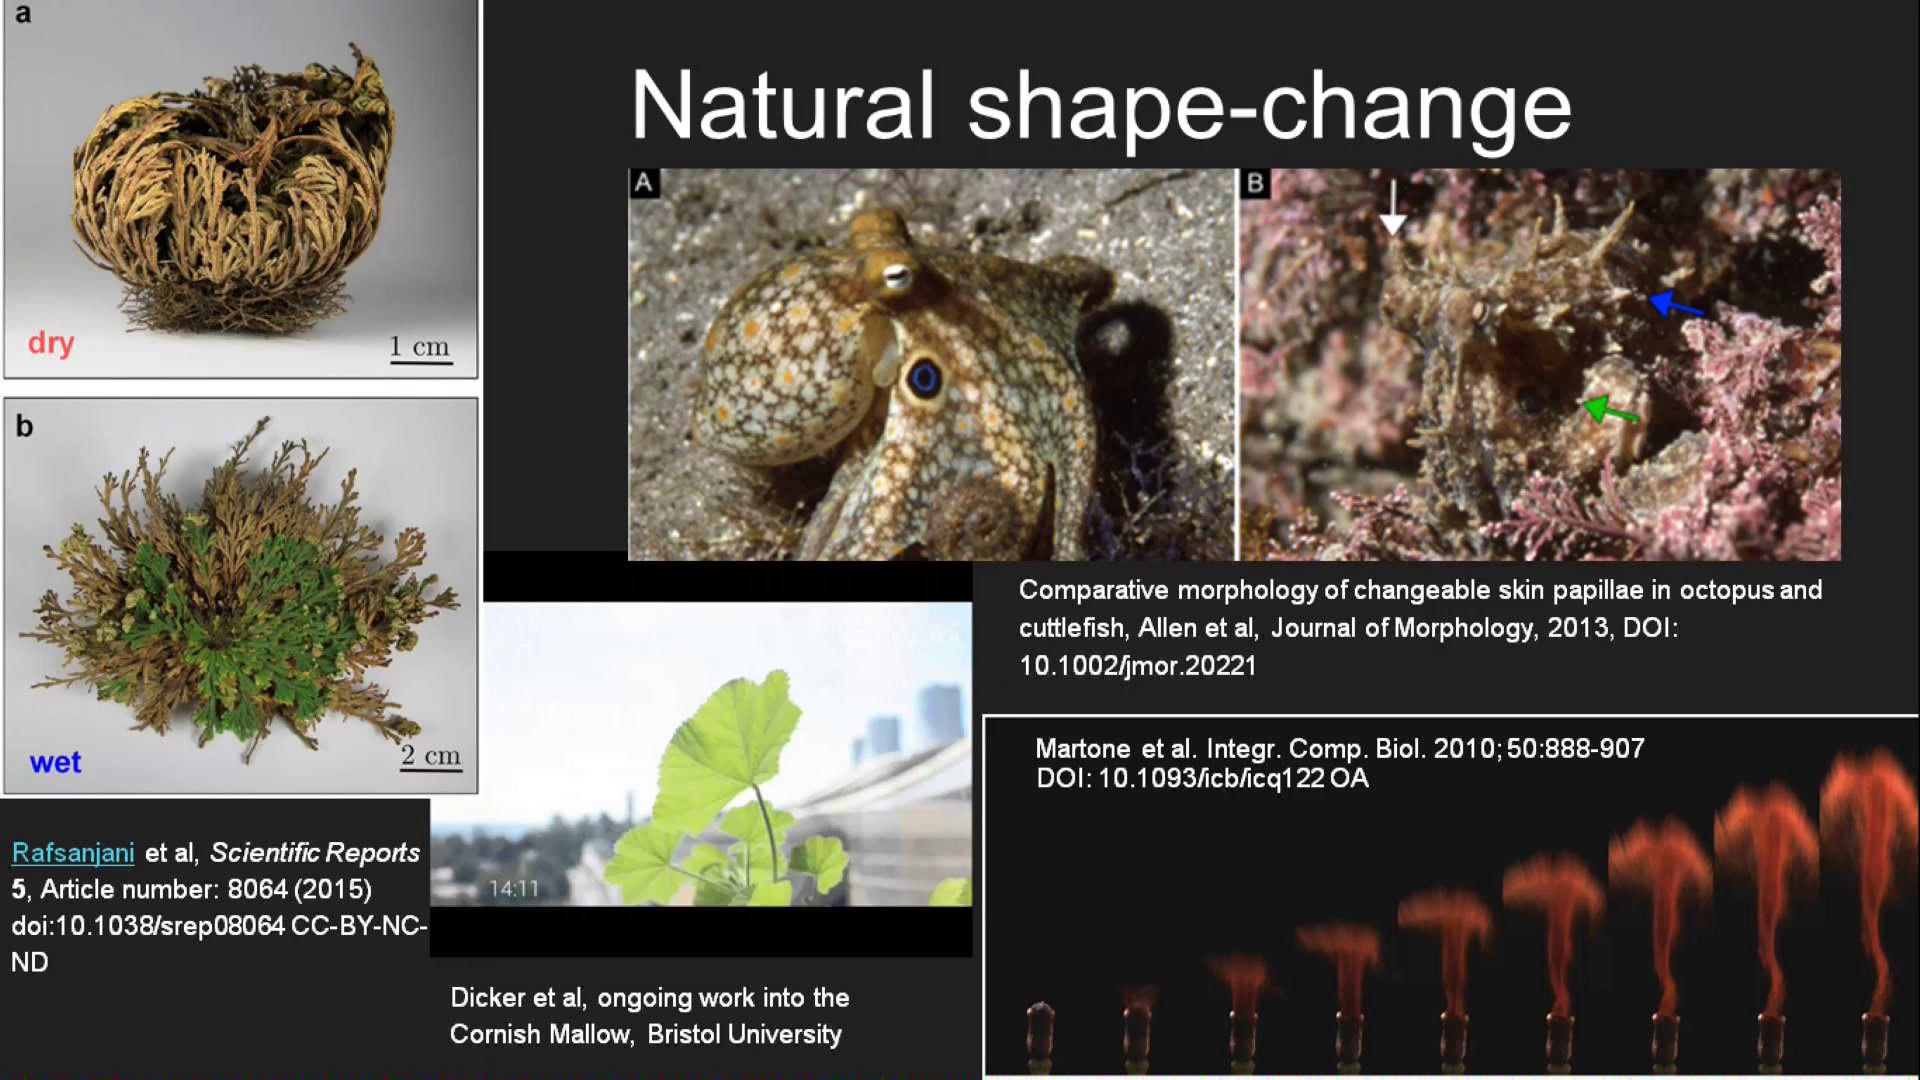 a
dry
1 cm
b
wet
2 cm
Rafsanjani et al, Scientific Reports
5, Article number: 8064 (2015)
doi:10.1038/srep08064 CC-BY-NC-
ND
Natural shape-change
A
B
Comparative morphology of changeable skin papillae in octopus and
cuttlefish, Allen et al, Journal of Morphology, 2013, DOI:
10.1002/jmor.20221
14:11
Dicker et al, ongoing work into the
Cornish Mallow, Bristol University
Martone et al. Integr. Comp. Biol. 2010; 50:888-907
DOI: 10.1093/icb/icq122 OA